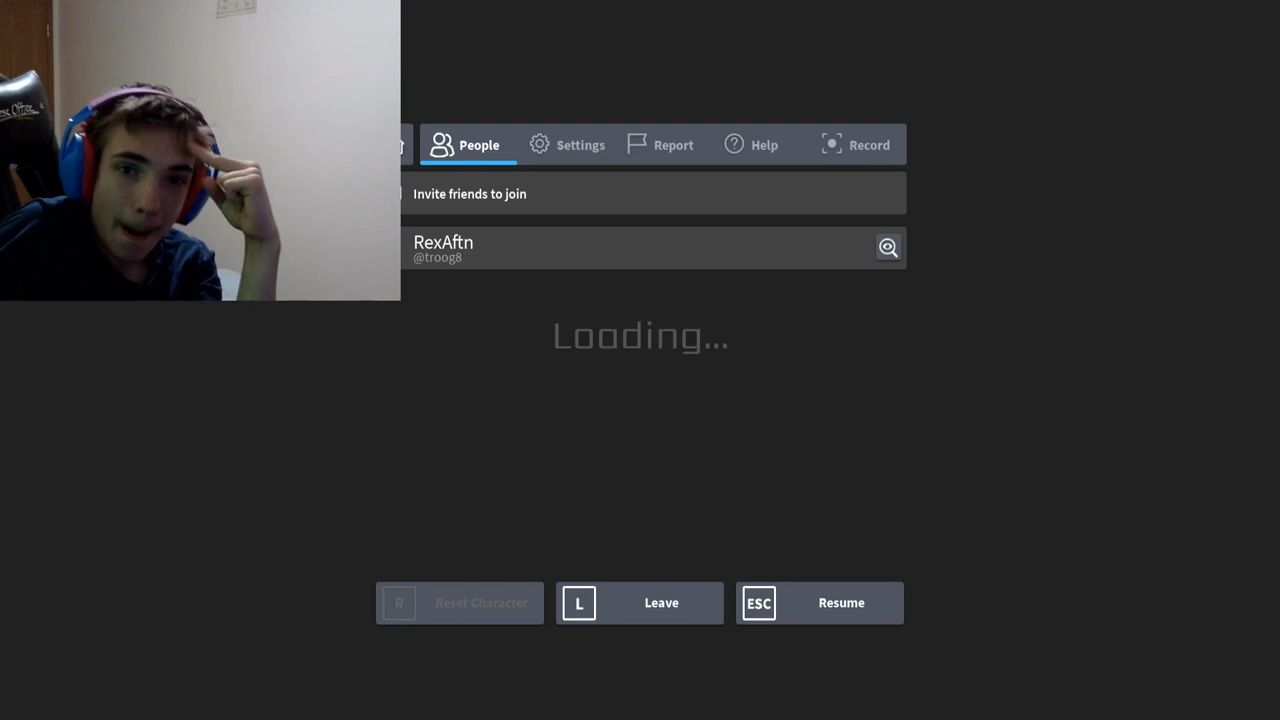 People
Settings
Report
Help
Record
Invite friends to join
RexAftn
@troog8
Loading...
R
Reset Character
L
Leave
ESC
Resume